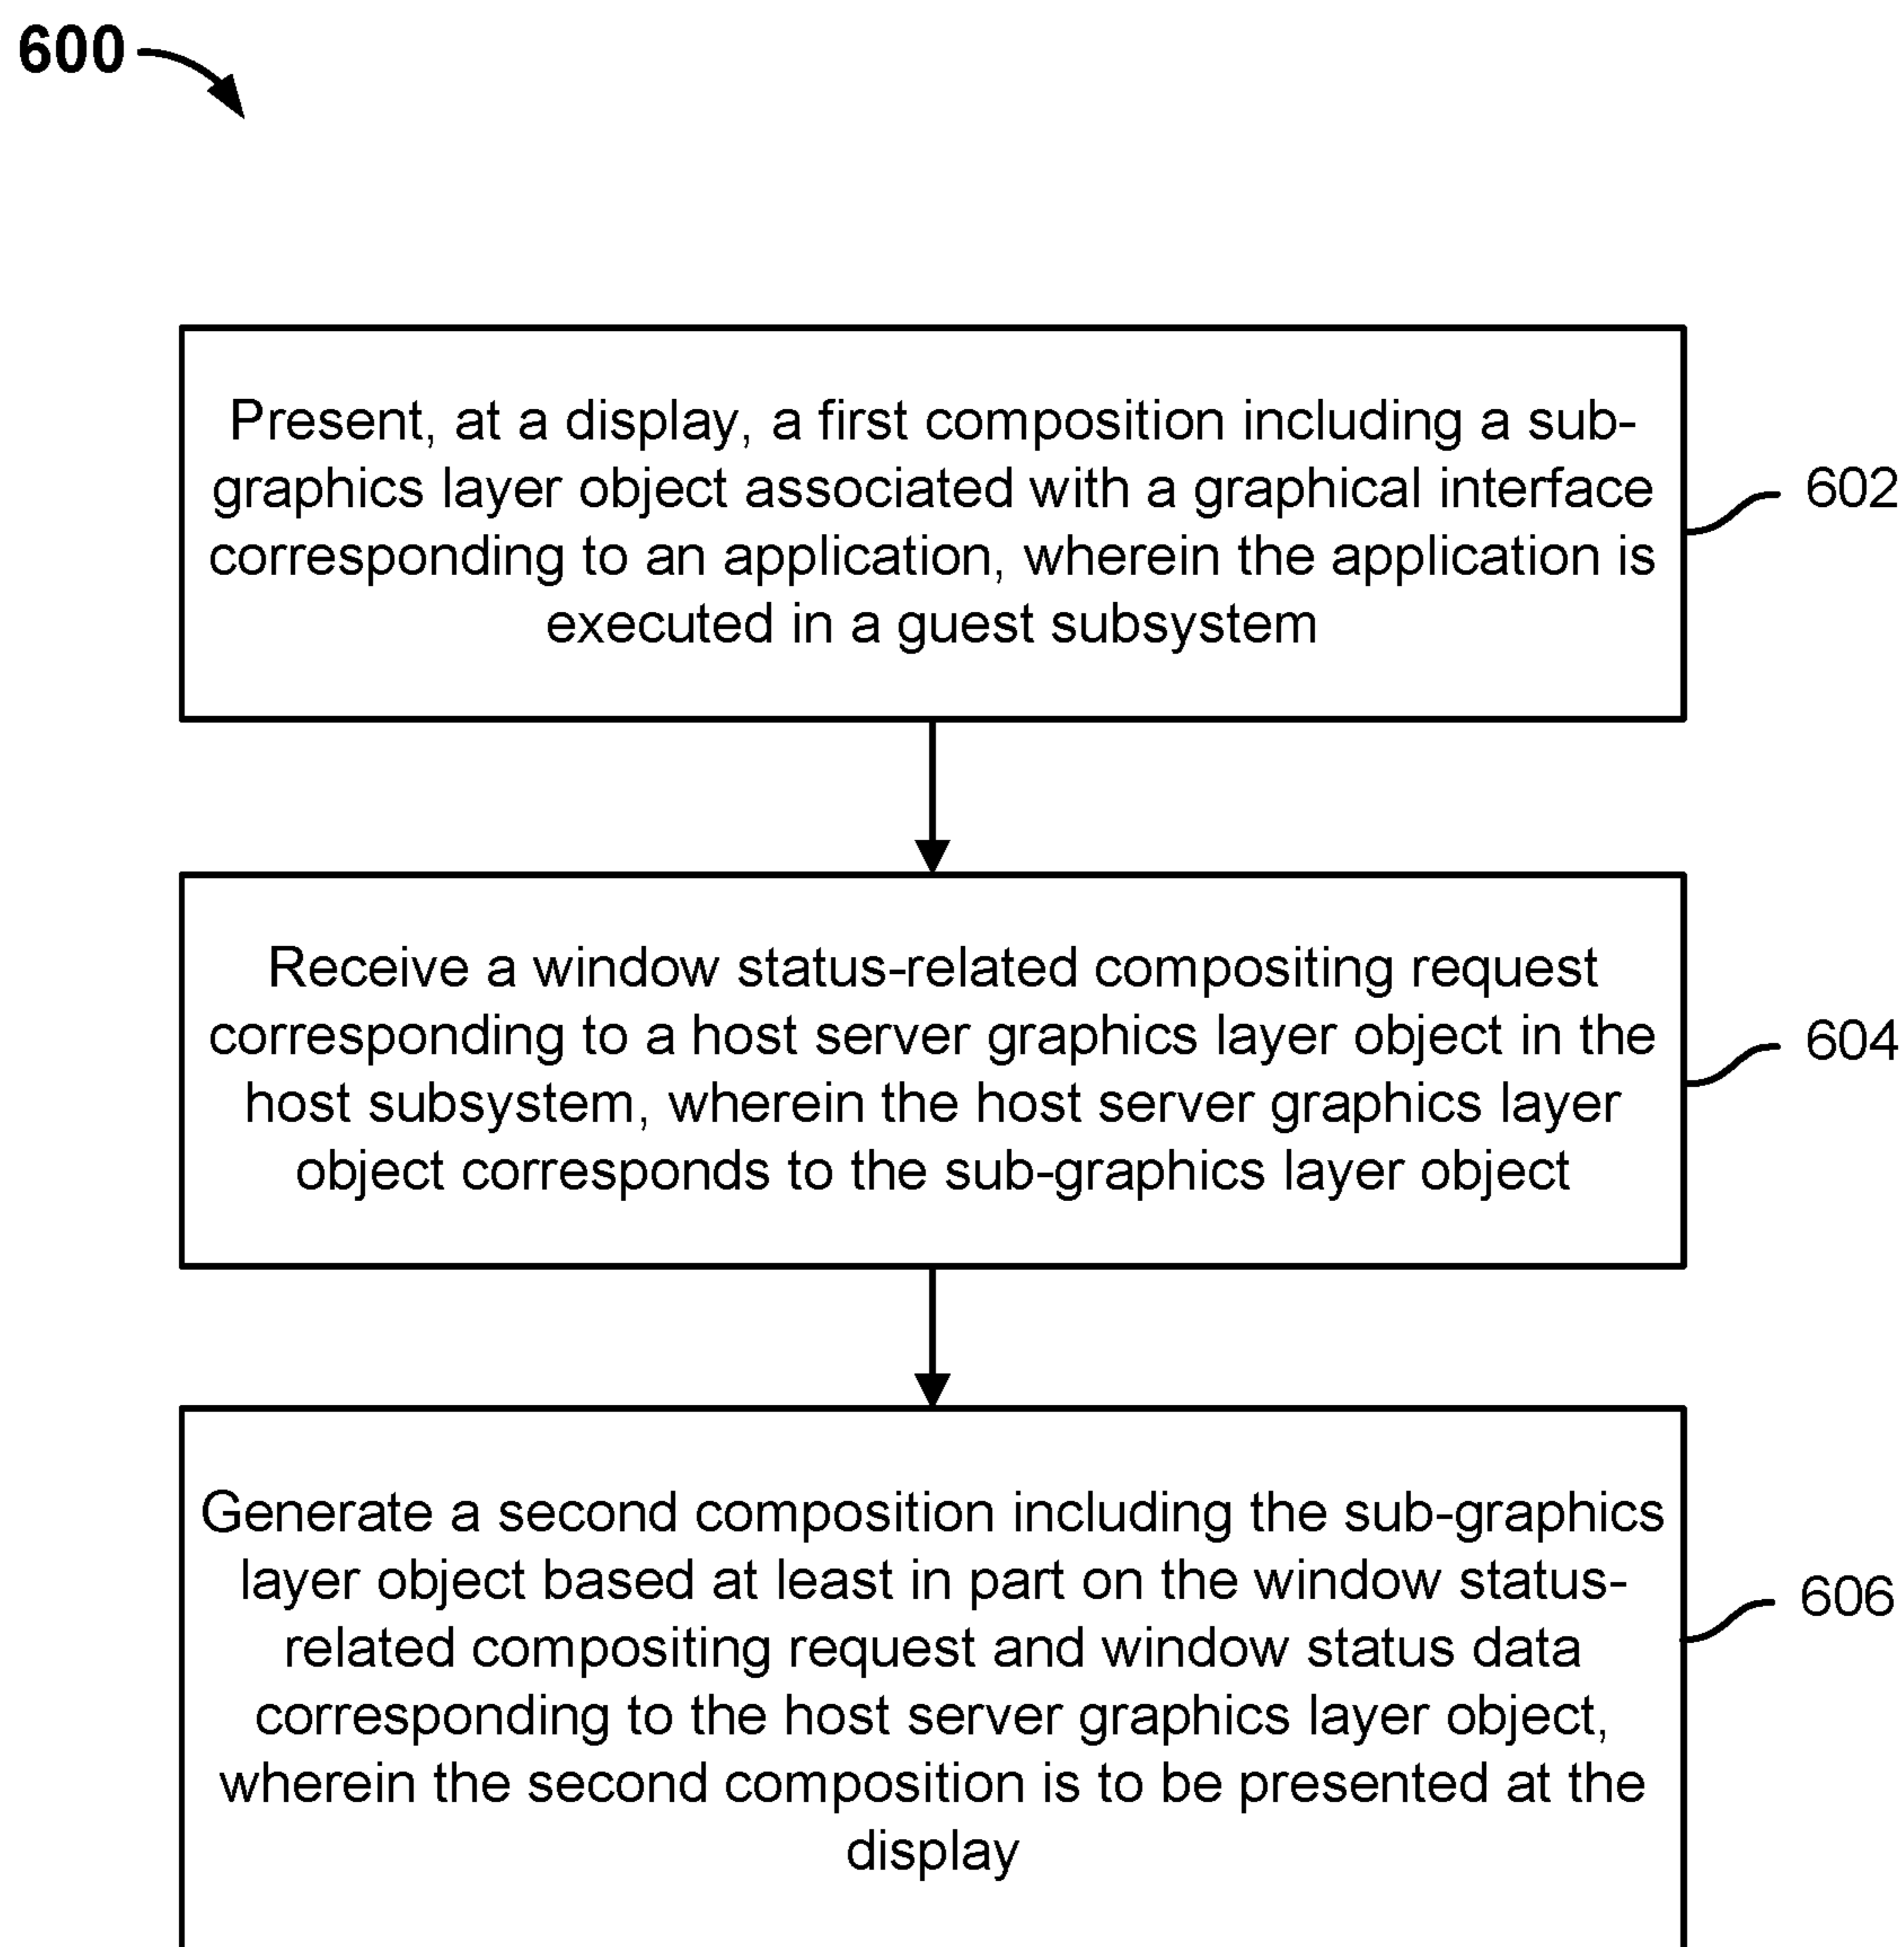 600
Present, at a display, a first composition including a sub-
graphics layer object associated with a graphical interface
corresponding to an application, wherein the application is
executed in a guest subsystem
602
Receive a window status-related compositing request
corresponding to a host server graphics layer object in the
host subsystem, wherein the host server graphics layer
object corresponds to the sub-graphics layer object
604
Generate a second composition including the sub-graphics
layer object based at least in part on the window status-
related compositing request and window status data
corresponding to the host server graphics layer object,
wherein the second composition is to be presented at the
display
606